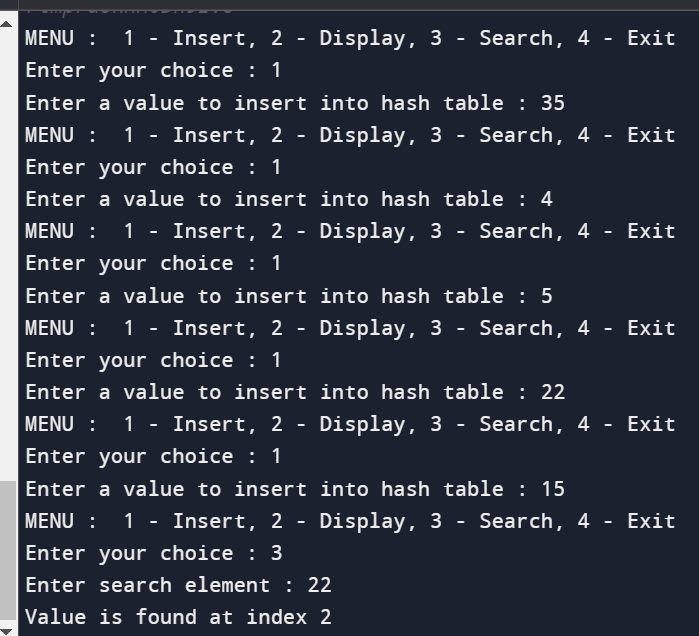 MENU :  1 - Insert, 2 - Display, 3 - Search, 4 - Exit
Enter your choice : 1
Enter a value to insert into hash table : 35
MENU :  1 - Insert, 2 - Display, 3 - Search, 4 - Exit
Enter your choice : 1
Enter a value to insert into hash table : 4
MENU :  1 - Insert, 2 - Display, 3 - Search, 4 - Exit
Enter your choice : 1
Enter a value to insert into hash table : 5
MENU :  1 - Insert, 2 - Display, 3 - Search, 4 - Exit
Enter your choice : 1
Enter a value to insert into hash table : 22
MENU :  1 - Insert, 2 - Display, 3 - Search, 4 - Exit
Enter your choice : 1
Enter a value to insert into hash table : 15
MENU :  1 - Insert, 2 - Display, 3 - Search, 4 - Exit
Enter your choice : 3
Enter search element : 22
Value is found at index 2